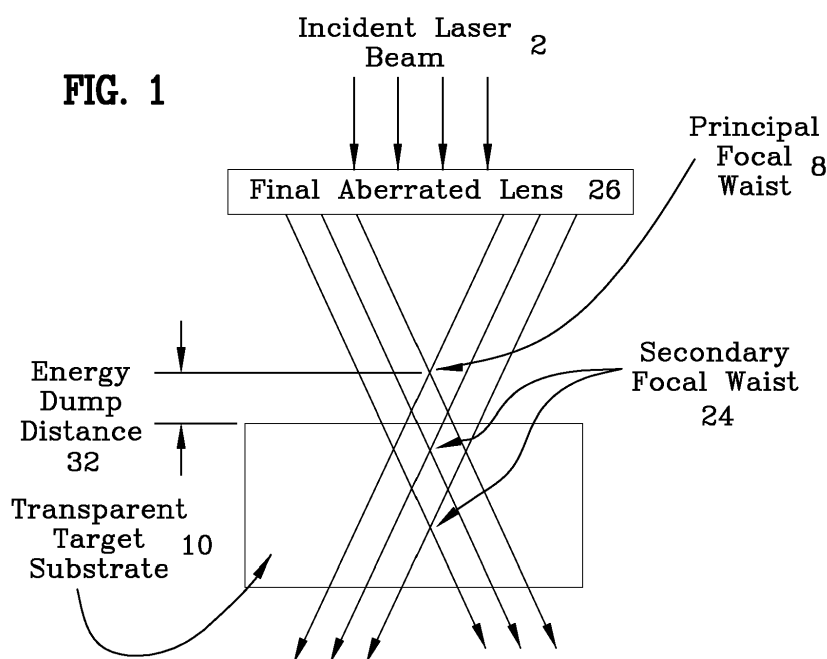 FIG. 1
Incident Laser
Beam 2
Principal
Focal
Waist 8
Final Aberrated Lens 26
Energy
Dump
Distance
32
Secondary
Focal Waist
24
Transparent
Target 10
Substrate